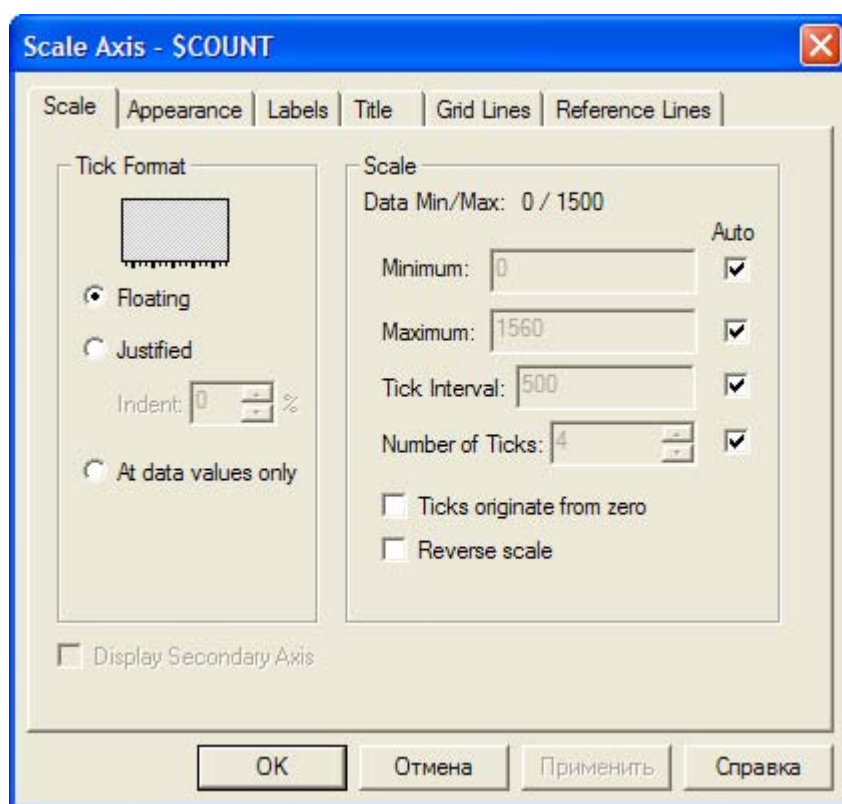 Scale Axis - $COUNT
Scale Appearance Labels Title Grid Lines Reference Lines
Tick Format
Floating
Justified
Indent: 0 %
At data values only
Scale
Data Min/Max: 0 / 1500
Auto
Minimum: 0
Maximum: 1560
Tick Interval: 500
Number of Ticks: 4
Ticks originate from zero
Reverse scale
Display Secondary Axis
OK Отмена Применить Справка